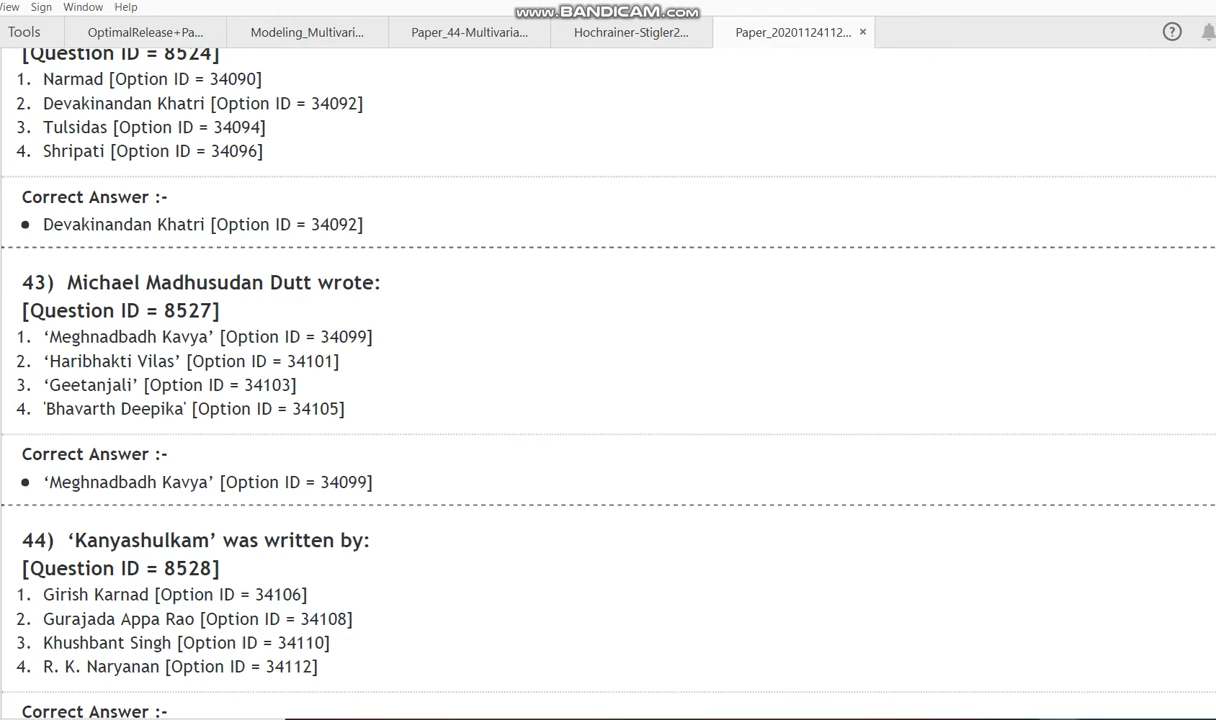 View Sign Window Help
www.BANDICAM.com
Tools OptimalRelease+Pa... Modeling_Multivari... Paper_44-Multivaria... Hochrainer-Stigler2... Paper_20201124112... ×
[Question ID = 8524]
1. Narmad [Option ID = 34090]
2. Devakinandan Khatri [Option ID = 34092]
3. Tulsidas [Option ID = 34094]
4. Shripati [Option ID = 34096]
Correct Answer :-
• Devakinandan Khatri [Option ID = 34092]
43) Michael Madhusudan Dutt wrote:
[Question ID = 8527]
1. ‘Meghnadbadh Kavya’ [Option ID = 34099]
2. ‘Haribhakti Vilas’ [Option ID = 34101]
3. ‘Geetanjali’ [Option ID = 34103]
4. 'Bhavarth Deepika' [Option ID = 34105]
Correct Answer :-
• ‘Meghnadbadh Kavya’ [Option ID = 34099]
44) ‘Kanyashulkam’ was written by:
[Question ID = 8528]
1. Girish Karnad [Option ID = 34106]
2. Gurajada Appa Rao [Option ID = 34108]
3. Khushbant Singh [Option ID = 34110]
4. R. K. Naryanan [Option ID = 34112]
Correct Answer :-